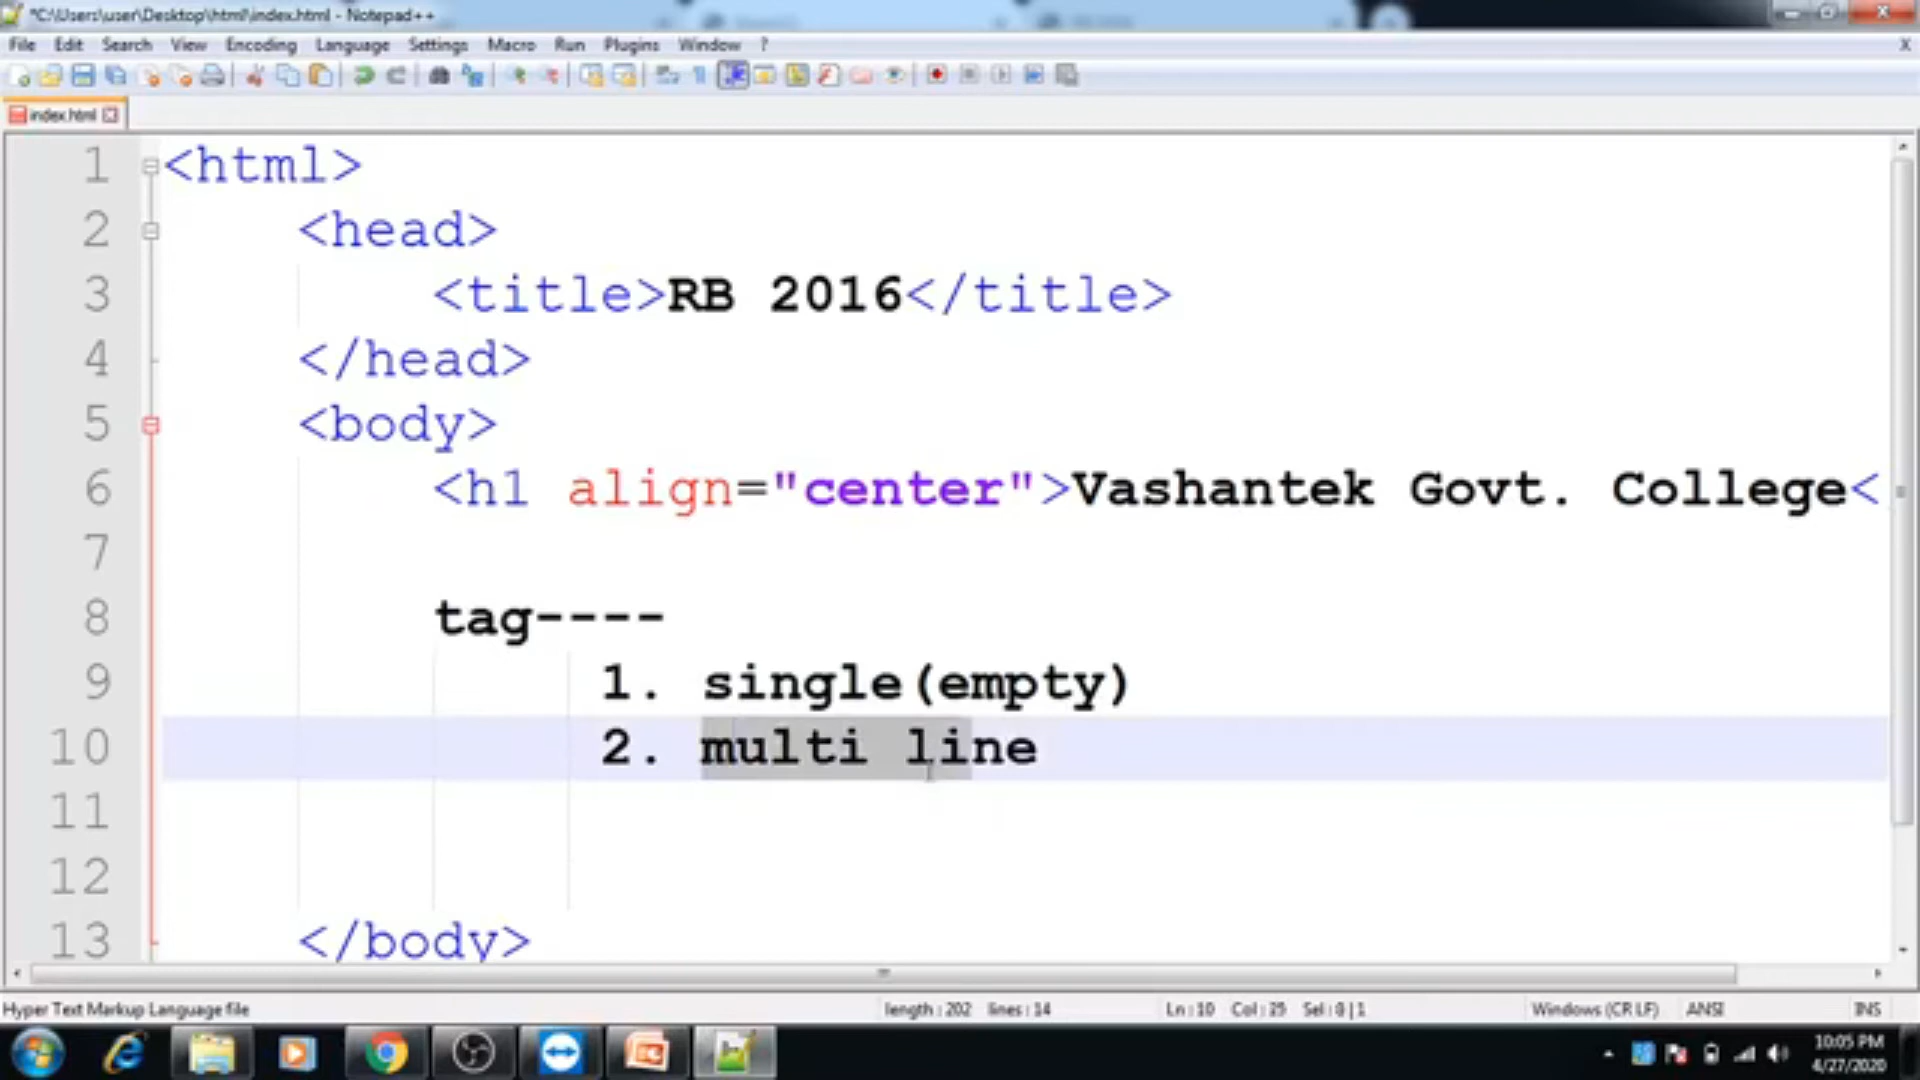 *C:\Users\user\Desktop\html\index.html - Notepad++
File Edit Search View Encoding Language Settings Macro Run Plugins Window ? X
index.html
1 <html>
2 <head>
3 <title>RB 2016</title>
4 </head>
5 <body>
6 <h1 align="center">Vashantek Govt. College<
7
8 tag----
9 1. single(empty)
10 2. multi line
11
12
13 </body>
Hyper Text Markup Language file length : 202 lines : 14 Ln : 10 Col : 25 Sel : 8 | 1 Windows (CR LF) ANSI INS
10:05 PM
4/27/2020